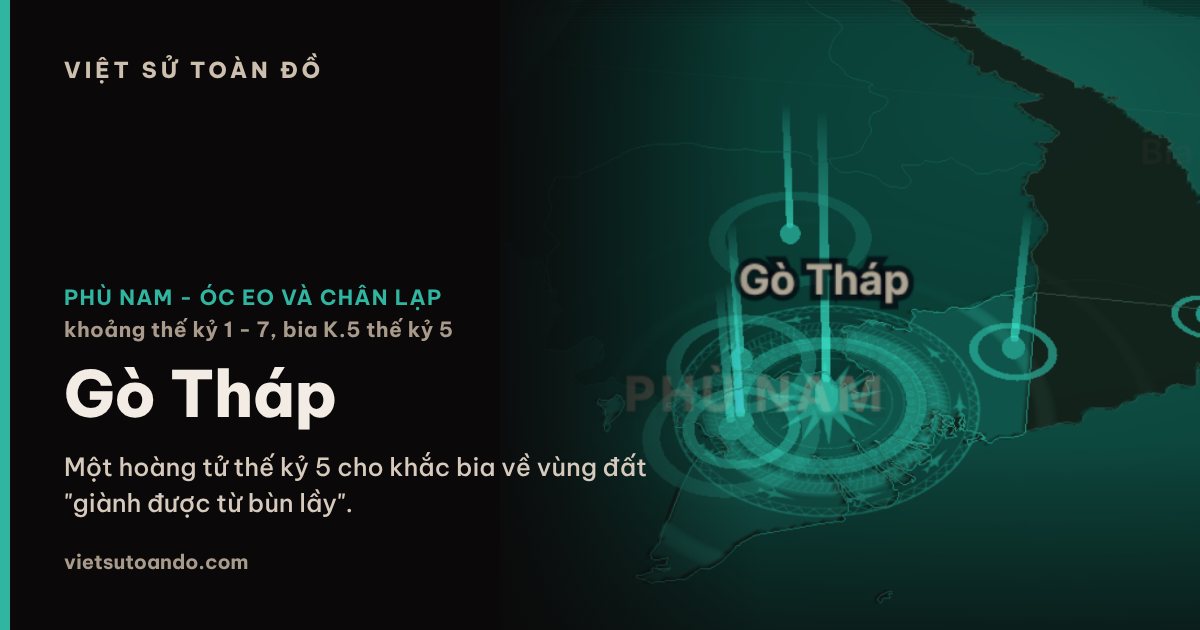 VIỆT SỬ TOÀN ĐỒ
PHÙ NAM - ÓC EO VÀ CHÂN LẠP
khoảng thế kỷ 1 - 7, bia K.5 thế kỷ 5
Gò Tháp
Một hoàng tử thế kỷ 5 cho khắc bia về vùng đất
"giành được từ bùn lầy".
vietsutoando.com
Gò Tháp
PHÙ NAM